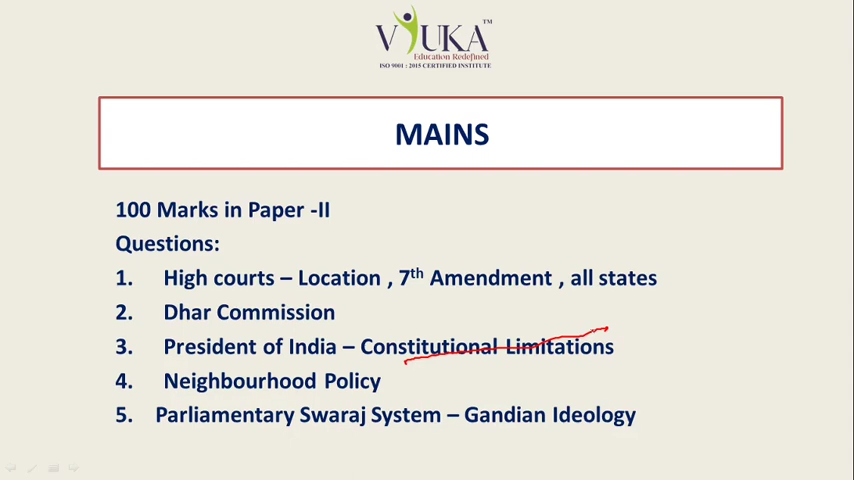 VYUKA™
Education Redefined
ISO 9001 : 2015 CERTIFIED INSTITUTE
MAINS
100 Marks in Paper -II
Questions:
1. High courts – Location , 7th Amendment , all states
2. Dhar Commission
3. President of India – Constitutional Limitations
4. Neighbourhood Policy
5. Parliamentary Swaraj System – Gandian Ideology